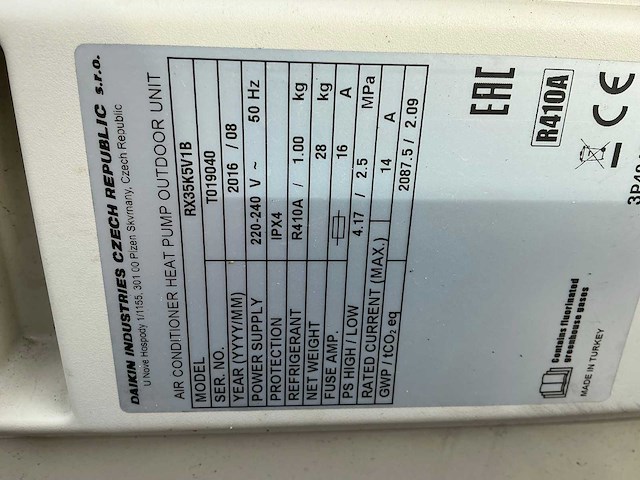 DAIKIN INDUSTRIES CZECH REPUBLIC s.r.o.
U Nové Hospody 1/1155, 301 00 Plzen Skvrnany, Czech Republic
AIR CONDITIONER HEAT PUMP OUTDOOR UNIT
MODEL RX35K5V1B
SER. NO. T019040
YEAR (YYYY/MM) 2016 / 08
POWER SUPPLY 220-240 V ~ 50 Hz
PROTECTION IPX4
REFRIGERANT R410A / 1.00 kg
NET WEIGHT 28 kg
FUSE AMP. 16 A
PS HIGH / LOW 4.17 / 2.5 MPa
RATED CURRENT (MAX.) 14 A
GWP / tCO₂ eq 2087.5 / 2.09
EAC
R410A
CE
Contains fluorinated
greenhouse gases
MADE IN TURKEY